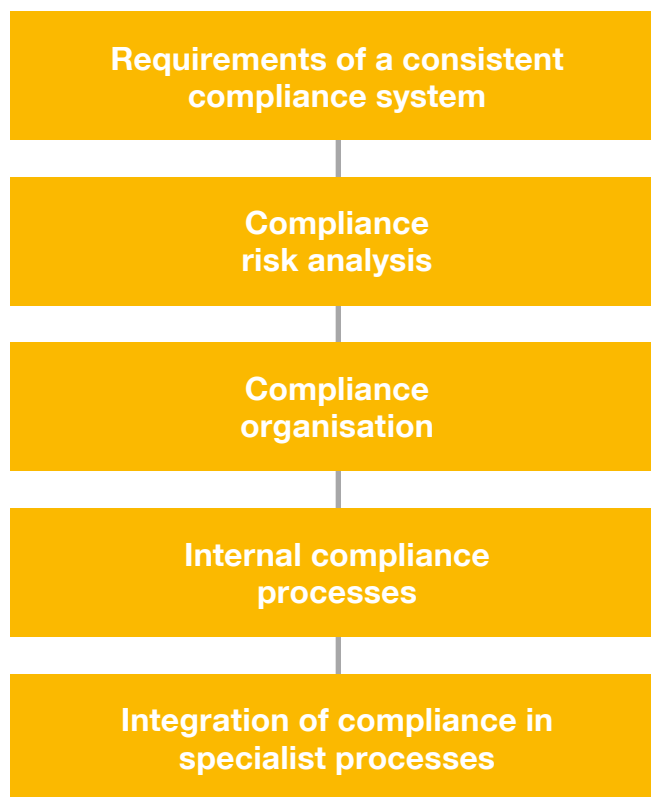 Requirements of a consistent
compliance system
Compliance
risk analysis
Compliance
organisation
Internal compliance
processes
Integration of compliance in
specialist processes